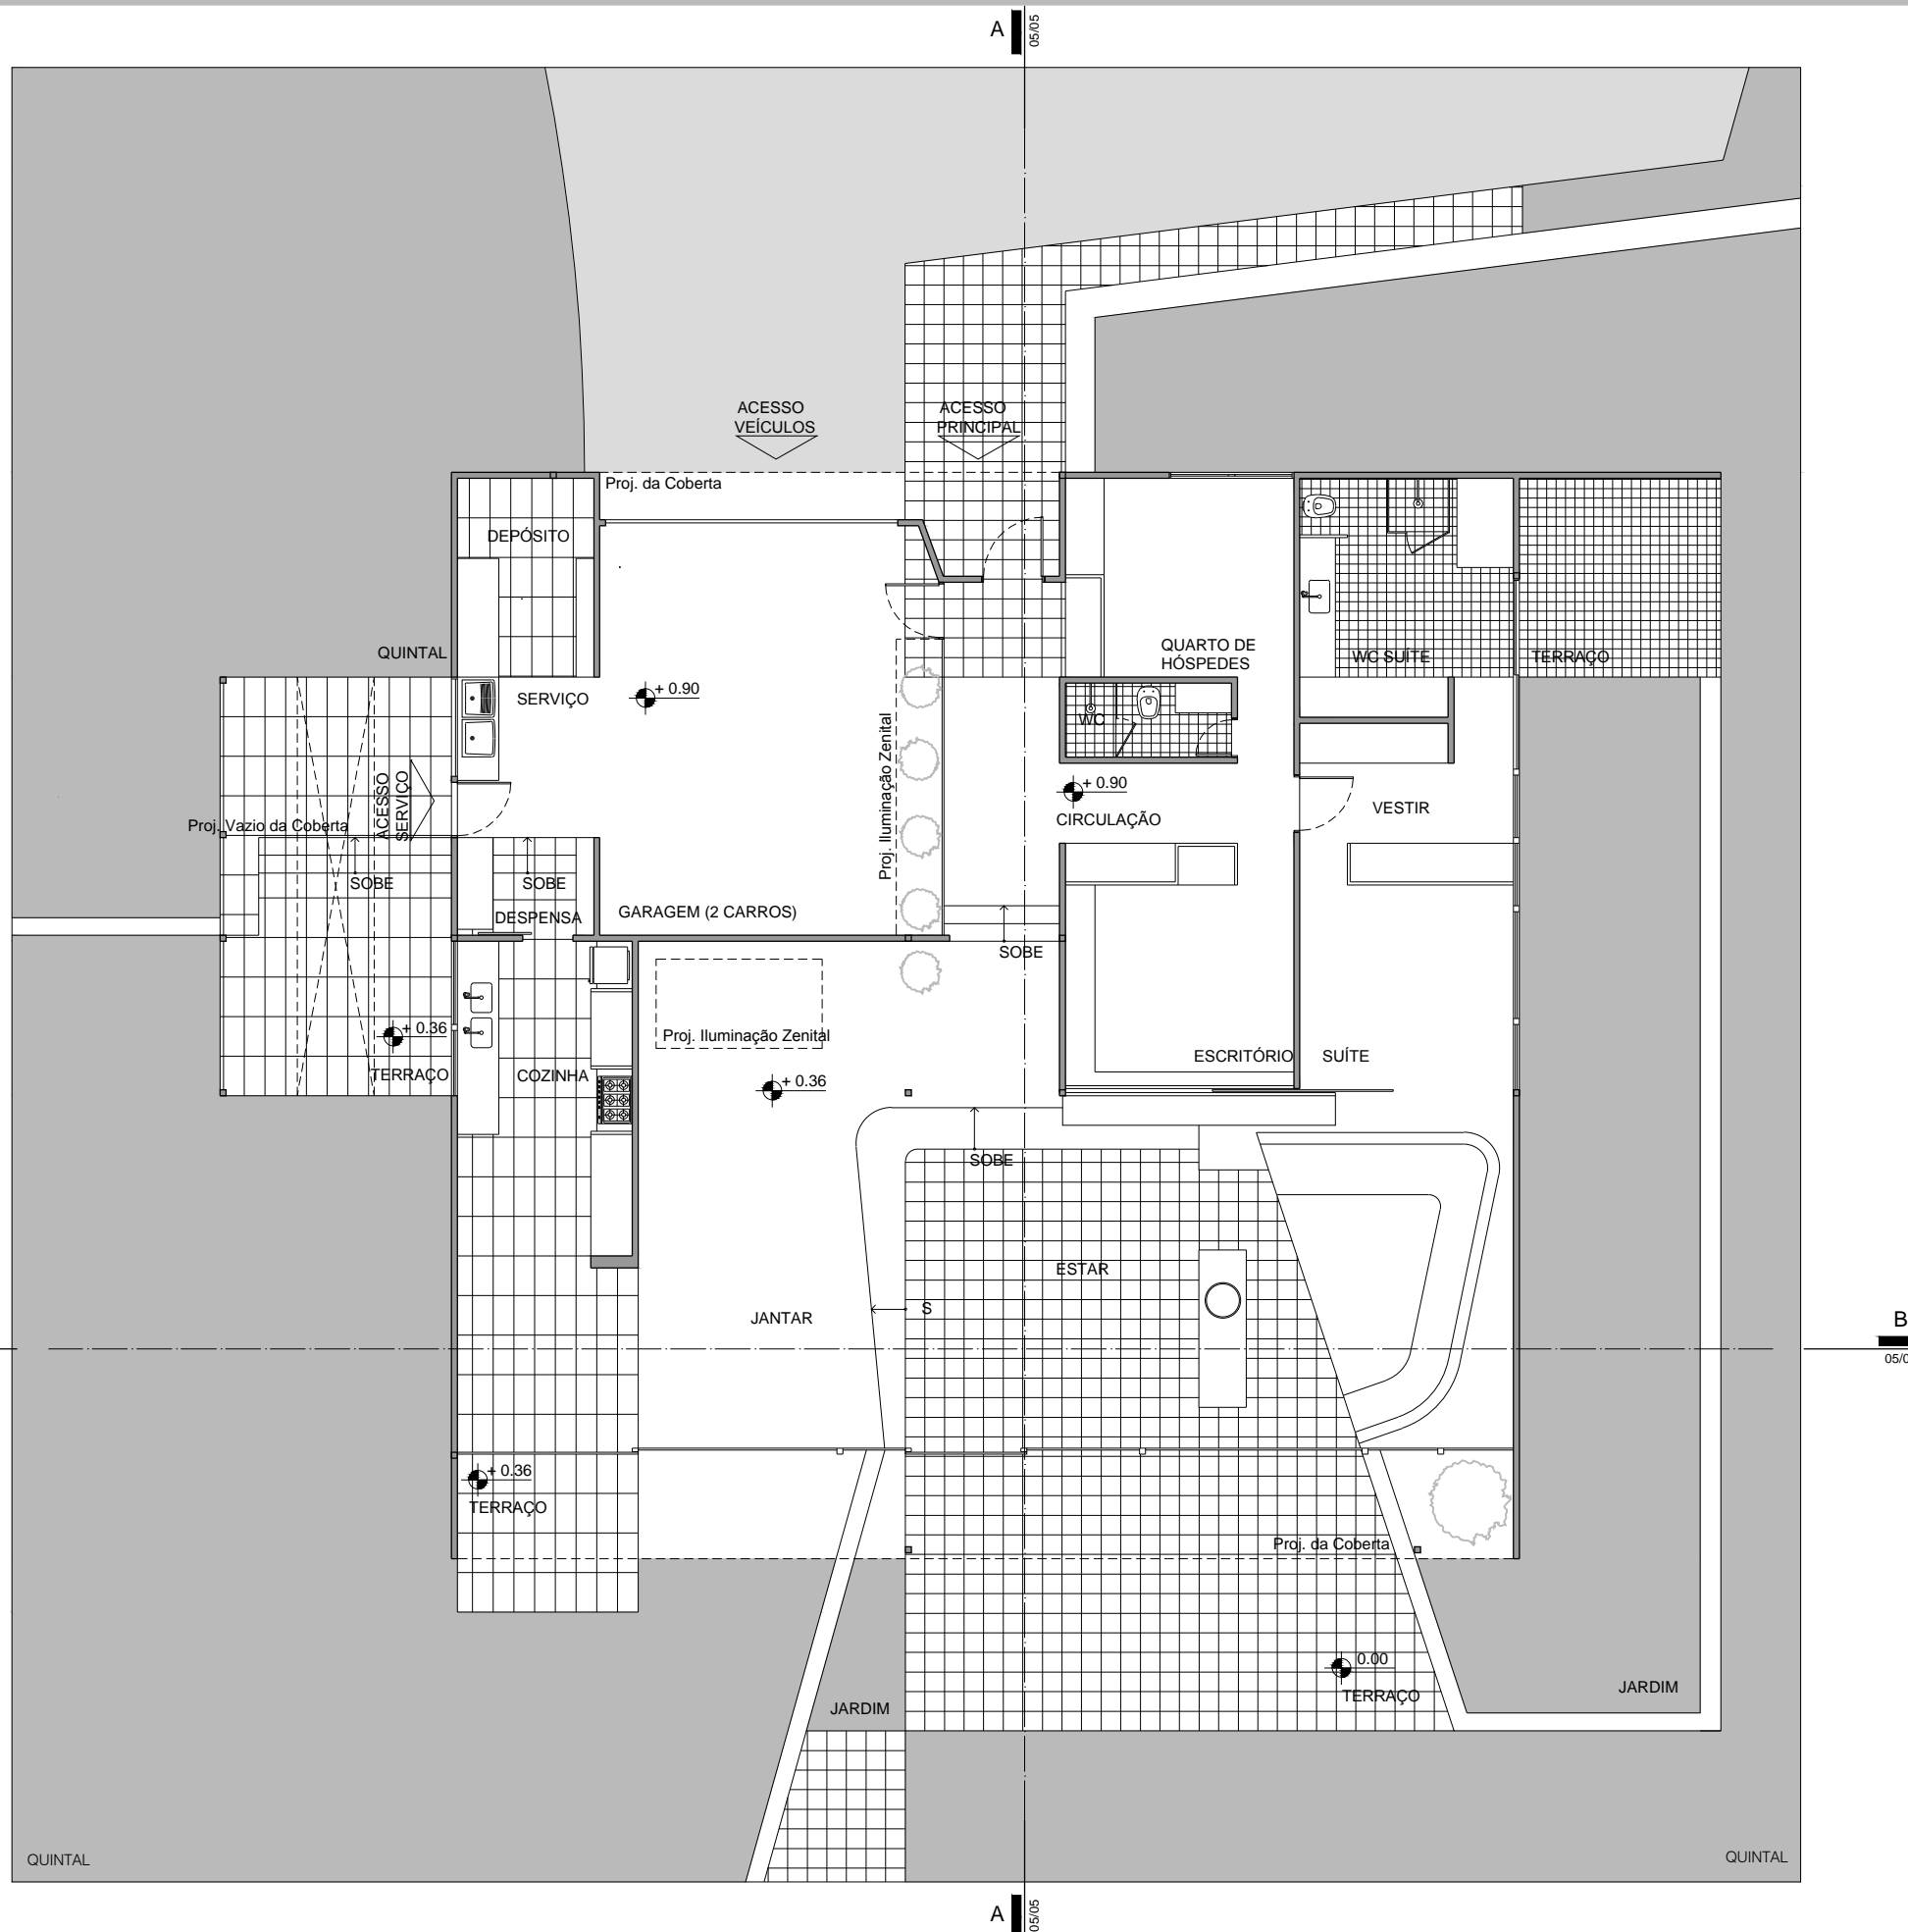 A
05/05
ACESSO
VEÍCULOS
ACESSO
PRINCIPAL
Proj. da Coberta
DEPÓSITO
QUINTAL
QUARTO DE
HÓSPEDES
WC SUÍTE
TERRAÇO
SERVIÇO
+ 0.90
WC
Proj. Iluminação Zenital
ACESSO
SERVIÇO
+ 0.90
CIRCULAÇÃO
VESTIR
Proj. Vazio da Coberta
SOBE
SOBE
DESPENSA
GARAGEM (2 CARROS)
SOBE
+ 0.36
TERRAÇO
COZINHA
Proj. Iluminação Zenital
+ 0.36
ESCRITÓRIO
SUÍTE
SOBE
ESTAR
S
JANTAR
B
05/0
+ 0.36
TERRAÇO
Proj. da Coberta
0.00
TERRAÇO
JARDIM
JARDIM
QUINTAL
QUINTAL
A
05/05